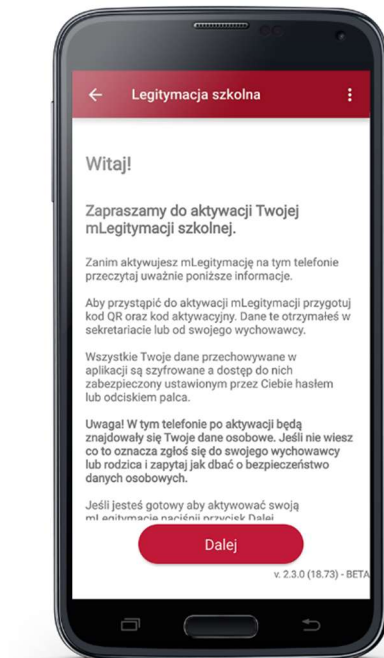 Legitymacja szkolna
Witaj!
Zapraszamy do aktywacji Twojej
mLegitymacji szkolnej.
Zanim aktywujesz mLegitymację na tym telefonie
przeczytaj uważnie poniższe informacje.
Aby przystąpić do aktywacji mLegitymacji przygotuj
kod QR oraz kod aktywacyjny. Dane te otrzymałeś w
sekretariacie lub od swojego wychowawcy.
Wszystkie Twoje dane przechowywane w
aplikacji są szyfrowane a dostęp do nich
zabezpieczony ustawionym przez Ciebie hasłem
lub odciskiem palca.
Uwaga! W tym telefonie po aktywacji będą
znajdowały się Twoje dane osobowe. Jeśli nie wiesz
co to oznacza zgłoś się do swojego wychowawcy
lub rodzica i zapytaj jak dbać o bezpieczeństwo
danych osobowych.
Jeśli jesteś gotowy aby aktywować swoją
mLegitymację naciśnij przycisk Dalej
Dalej
v. 2.3.0 (18.73) - BETA